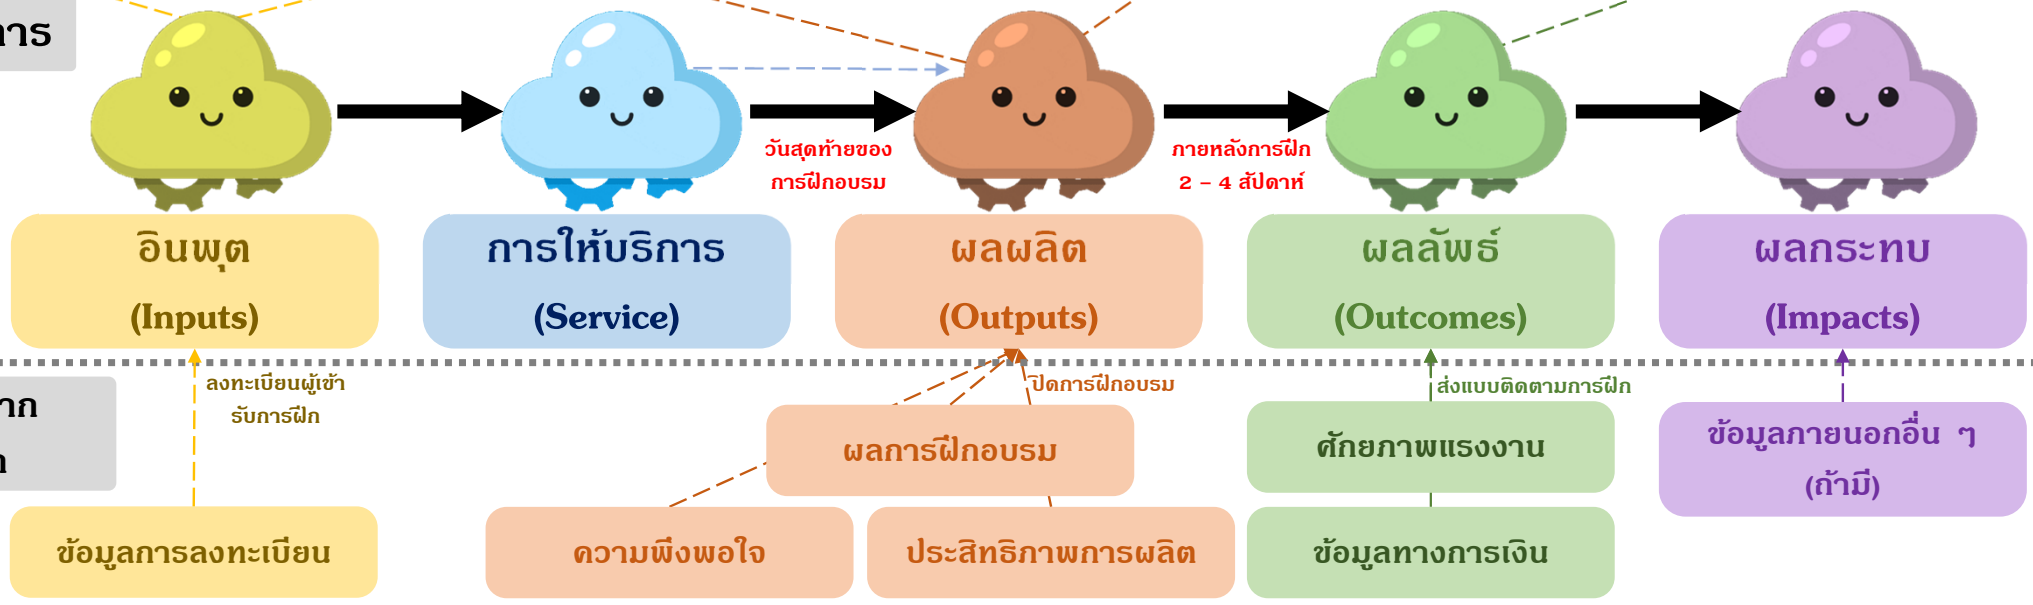 าร
วันสุดท้ายของ
การฝึกอบรม
ภายหลังการฝึก
2 – 4 สัปดาห์
อินพุต
(Inputs)
การให้บริการ
(Service)
ผลผลิต
(Outputs)
ผลลัพธ์
(Outcomes)
ผลกระทบ
(Impacts)
ลงทะเบียนผู้เข้า
รับการฝึก
ปิดการฝึกอบรม
ส่งแบบติดตามการฝึก
าก
ผลการฝึกอบรม
ศักยภาพแรงงาน
ข้อมูลภายนอกอื่น ๆ
(ถ้ามี)
ข้อมูลการลงทะเบียน
ความพึงพอใจ
ประสิทธิภาพการผลิต
ข้อมูลทางการเงิน